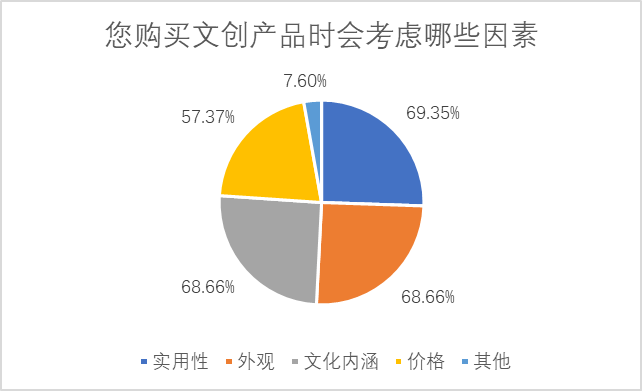 您购买文创产品时会考虑哪些因素
7.60%
57.37%
69.35%
68.66%
68.66%
实用性 外观 文化内涵 价格 其他